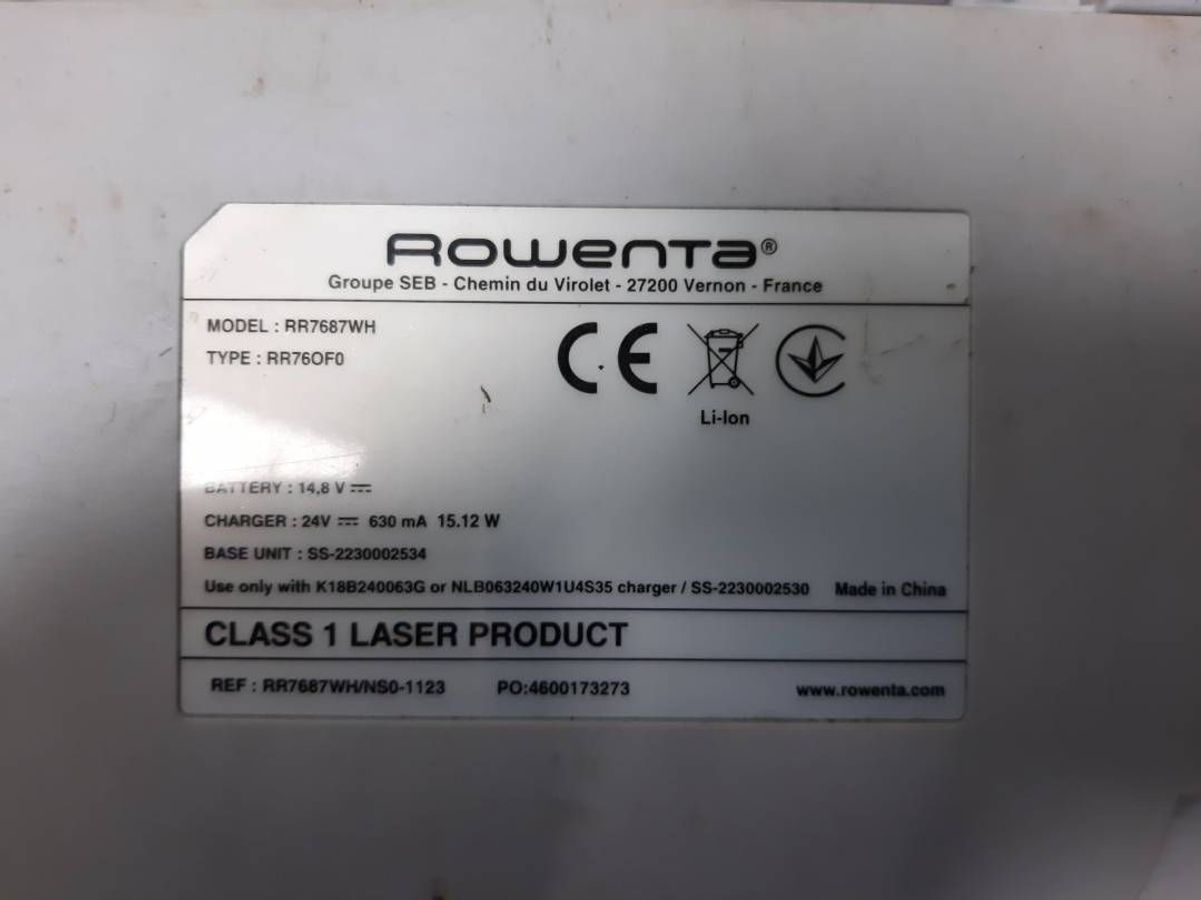 Rowenta®
Groupe SEB - Chemin du Virolet - 27200 Vernon - France
MODEL : RR7687WH
TYPE : RR76OF0
CE
Li-Ion
BATTERY : 14,8 V ⎓
CHARGER : 24V ⎓ 630 mA 15.12 W
BASE UNIT : SS-2230002534
Use only with K18B240063G or NLB063240W1U4S35 charger / SS-2230002530 Made in China
CLASS 1 LASER PRODUCT
REF : RR7687WH/NS0-1123 PO:4600173273 www.rowenta.com